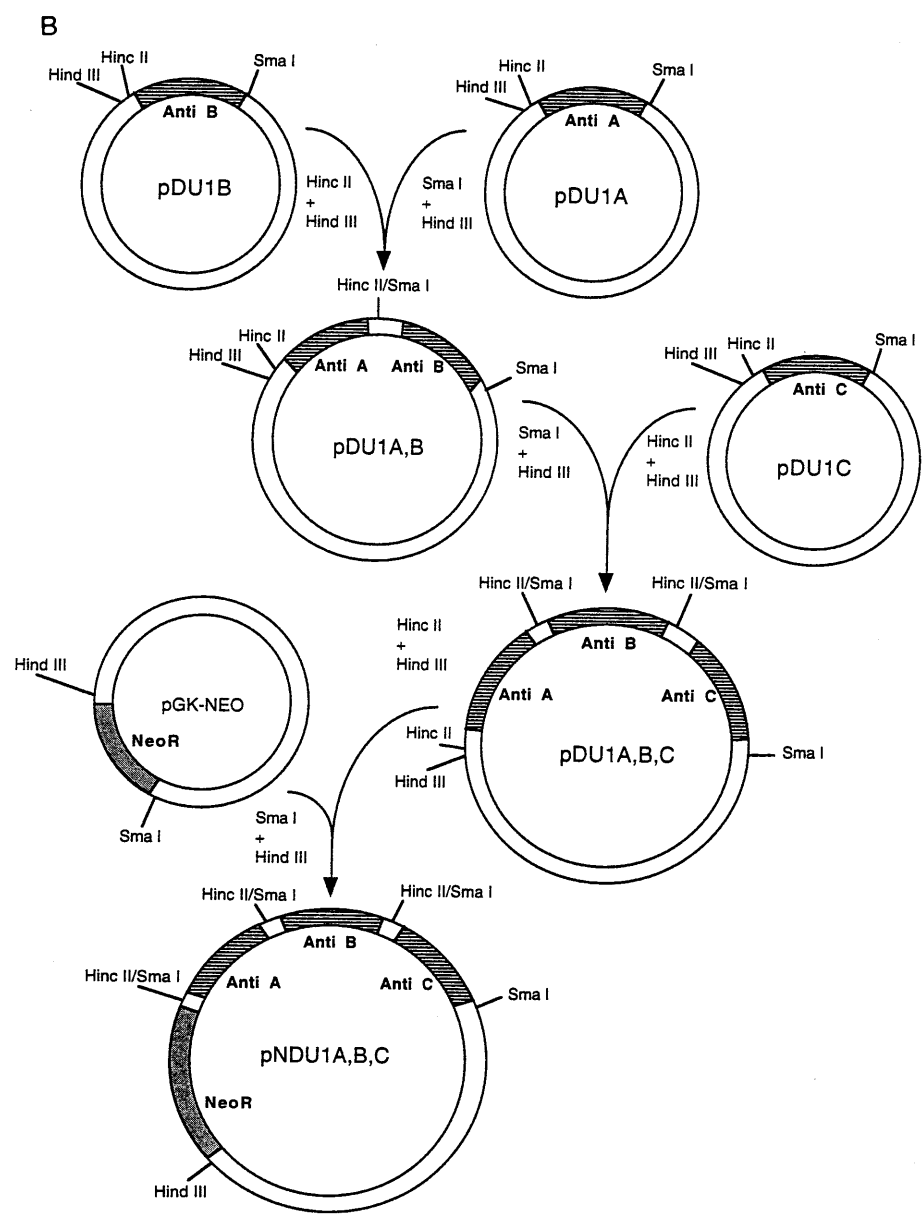 B
Hinc II
Hind III
Sma I
Anti B
pDU1B
Hinc II
Hind III
Sma I
Anti A
pDU1A
Hinc II
+
Hind III
Sma I
+
Hind III
Hinc II/Sma I
Hinc II
Hind III
Anti A
Anti B
Sma I
pDU1A,B
Hinc II
Hind III
Sma I
Anti C
pDU1C
Sma I
+
Hind III
Hinc II
+
Hind III
Hinc II/Sma I
Hinc II/Sma I
Anti B
Anti A
Anti C
Hinc II
Hind III
Sma I
pDU1A,B,C
Hinc II
+
Hind III
Hind III
pGK-NEO
NeoR
Sma I
Sma I
+
Hind III
Hinc II/Sma I
Hinc II/Sma I
Anti B
Anti A
Anti C
Hinc II/Sma I
Sma I
pNDU1A,B,C
NeoR
Hind III